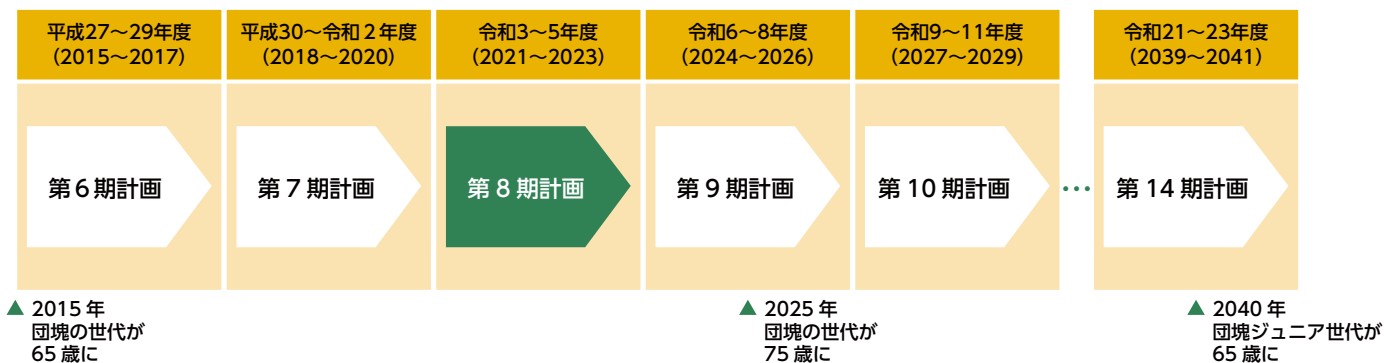 平成27～29年度
（2015～2017）
平成30～令和２年度
（2018～2020）
令和3～5年度
（2021～2023）
令和6～8年度
（2024～2026）
令和9～11年度
（2027～2029）
令和21～23年度
（2039～2041）
第６期計画
第７期計画
第８期計画
第９期計画
第10期計画
…
第14期計画
▲ 2015年
団塊の世代が
65歳に
▲ 2025年
団塊の世代が
75歳に
▲ 2040年
団塊ジュニア世代が
65歳に